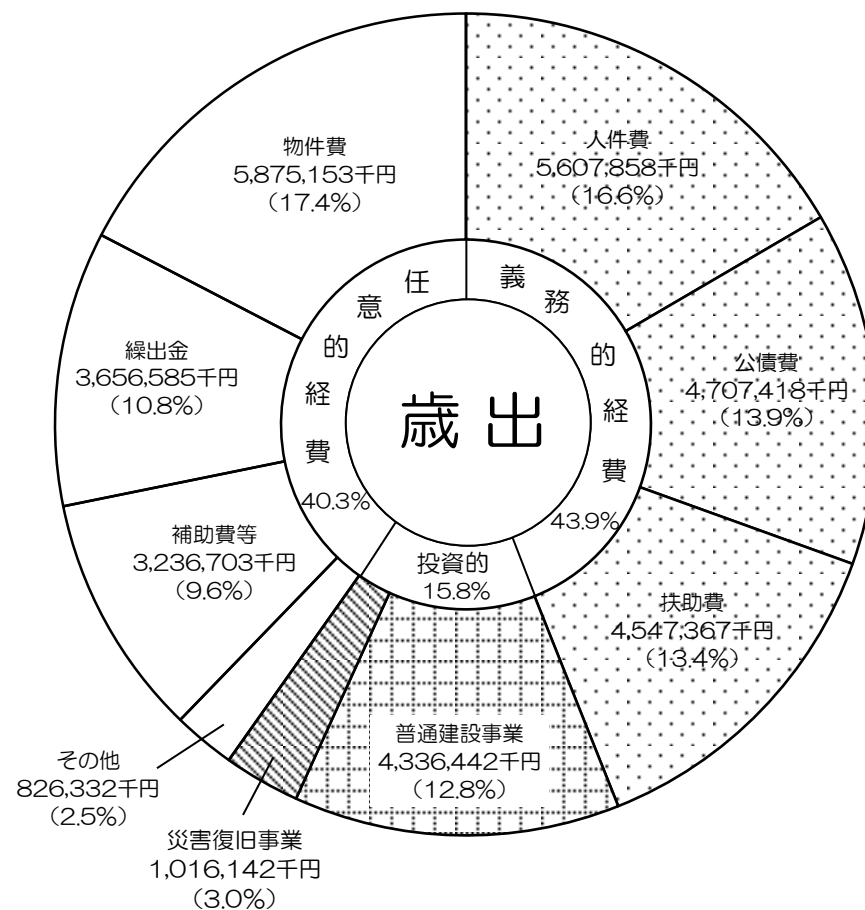 歳出
義務的経費
43.9%
投資的
15.8%
任意的経費
40.3%
人件費
5,607,858千円
（16.6%）
公債費
4,707,418千円
（13.9%）
扶助費
4,547,367千円
（13.4%）
普通建設事業
4,336,442千円
（12.8%）
災害復旧事業
1,016,142千円
（3.0%）
その他
826,332千円
（2.5%）
補助費等
3,236,703千円
（9.6%）
繰出金
3,656,585千円
（10.8%）
物件費
5,875,153千円
（17.4%）